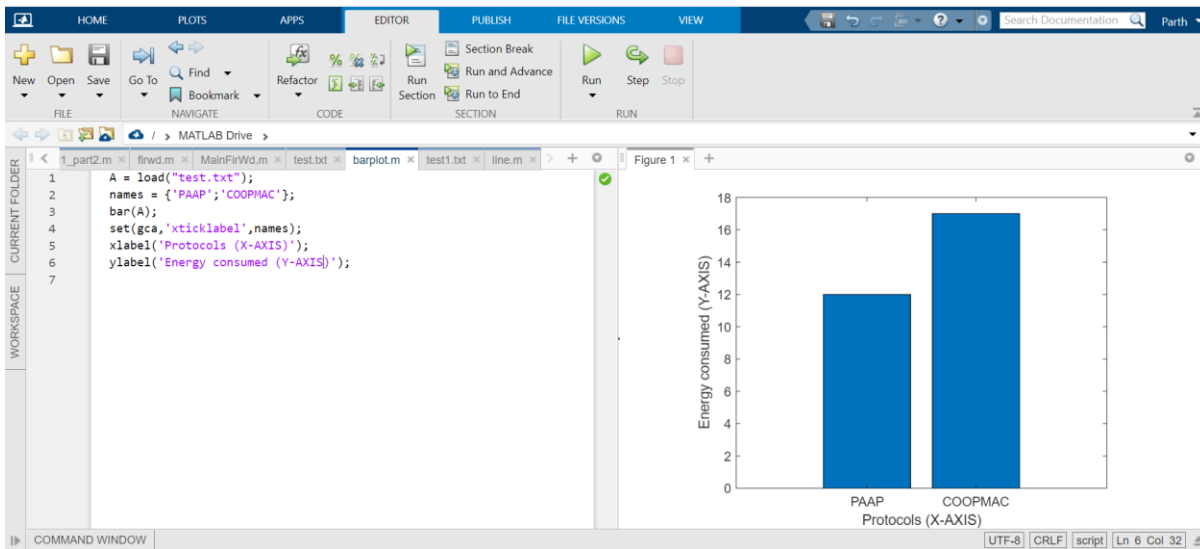 HOME PLOTS APPS EDITOR PUBLISH FILE VERSIONS VIEW Search Documentation Parth
New Open Save Go To Find Bookmark Refactor Run Section Section Break Run and Advance Run to End Run Step Stop
FILE NAVIGATE CODE SECTION RUN
/ > MATLAB Drive >
1_part2.m × firwd.m × MainFirWd.m × test.txt × barplot.m × test1.txt × line.m × > +
Figure 1 × +
CURRENT FOLDER
WORKSPACE
1 A = load("test.txt");
2 names = {'PAAP';'COOPMAC'};
3 bar(A);
4 set(gca,'xticklabel',names);
5 xlabel('Protocols (X-AXIS)');
6 ylabel('Energy consumed (Y-AXIS)');
7
18
16
14
12
10
8
6
4
2
0
Energy consumed (Y-AXIS)
PAAP COOPMAC
Protocols (X-AXIS)
COMMAND WINDOW
UTF-8 CRLF script Ln 6 Col 32